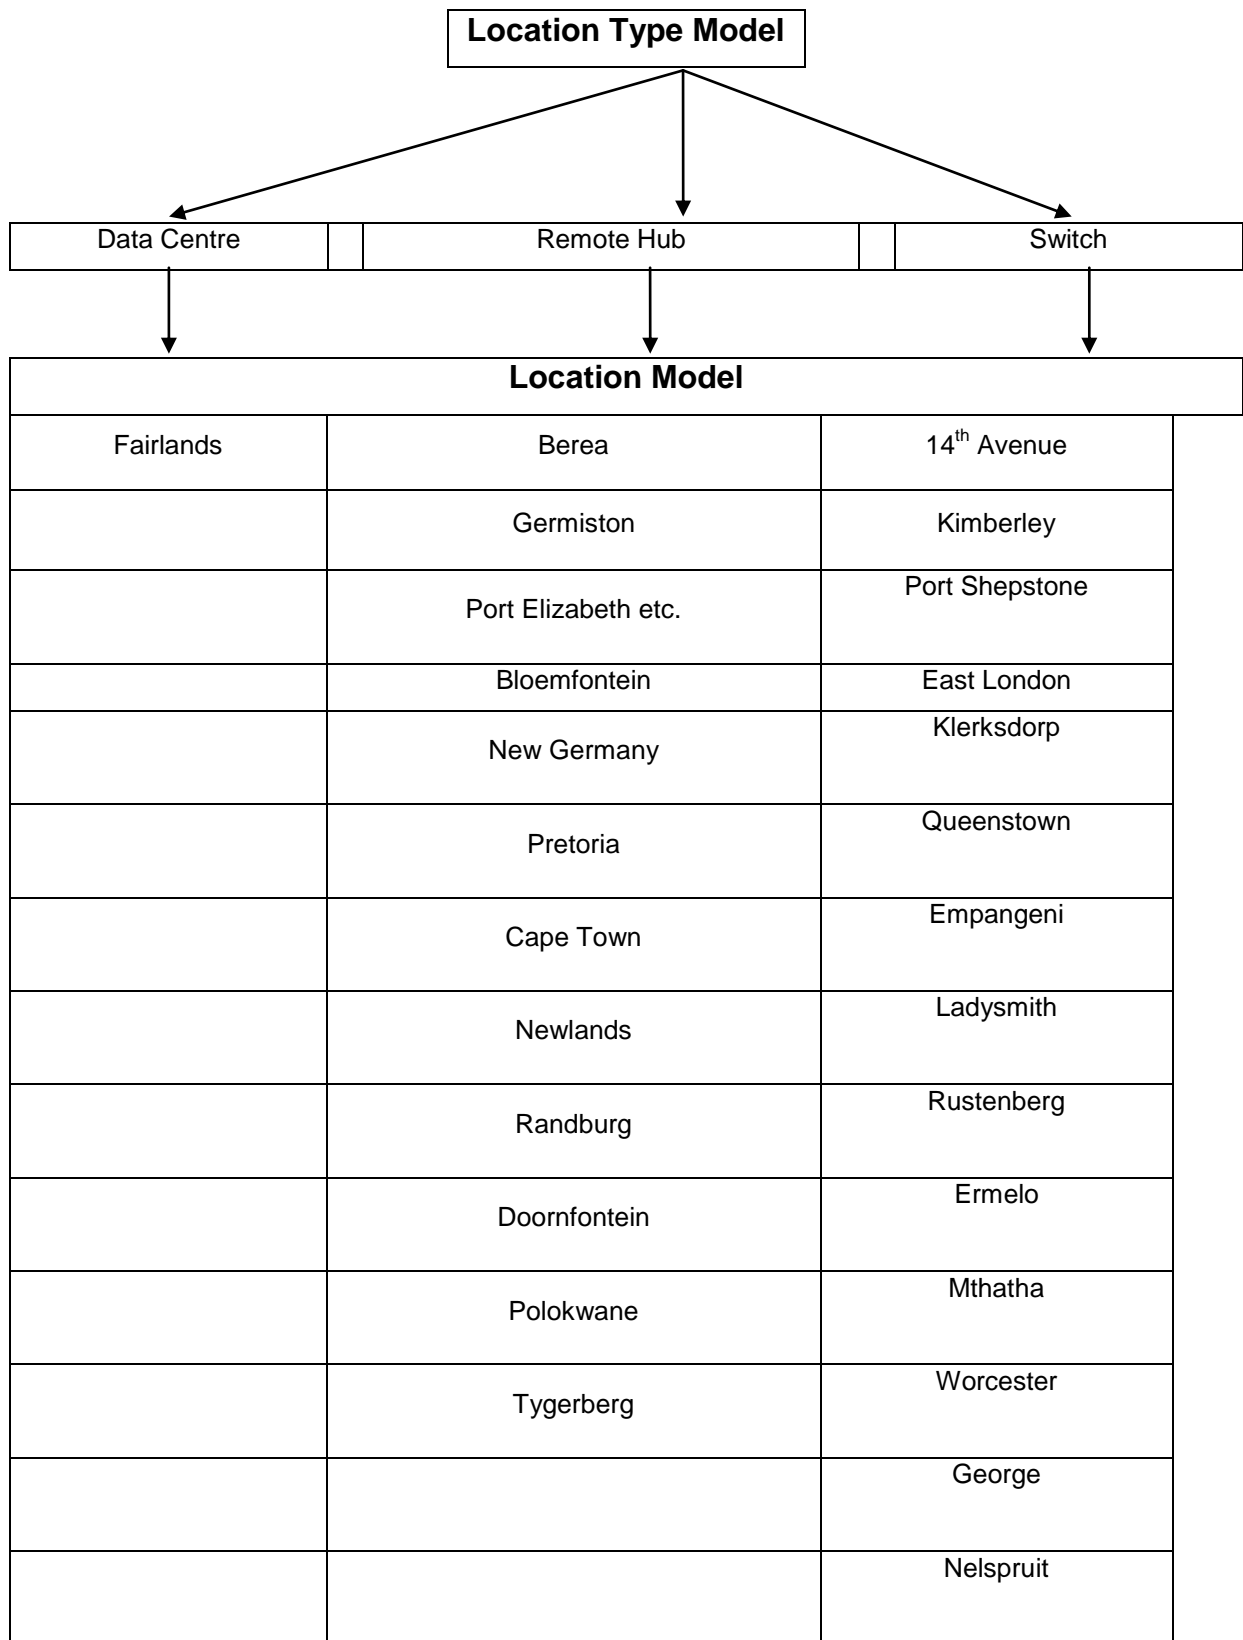 Location Type Model
Data Centre Remote Hub Switch
Location Model
Fairlands Berea 14th Avenue
Germiston Kimberley
Port Elizabeth etc. Port Shepstone
Bloemfontein East London
New Germany Klerksdorp
Pretoria Queenstown
Cape Town Empangeni
Newlands Ladysmith
Randburg Rustenberg
Doornfontein Ermelo
Polokwane Mthatha
Tygerberg Worcester
George
Nelspruit